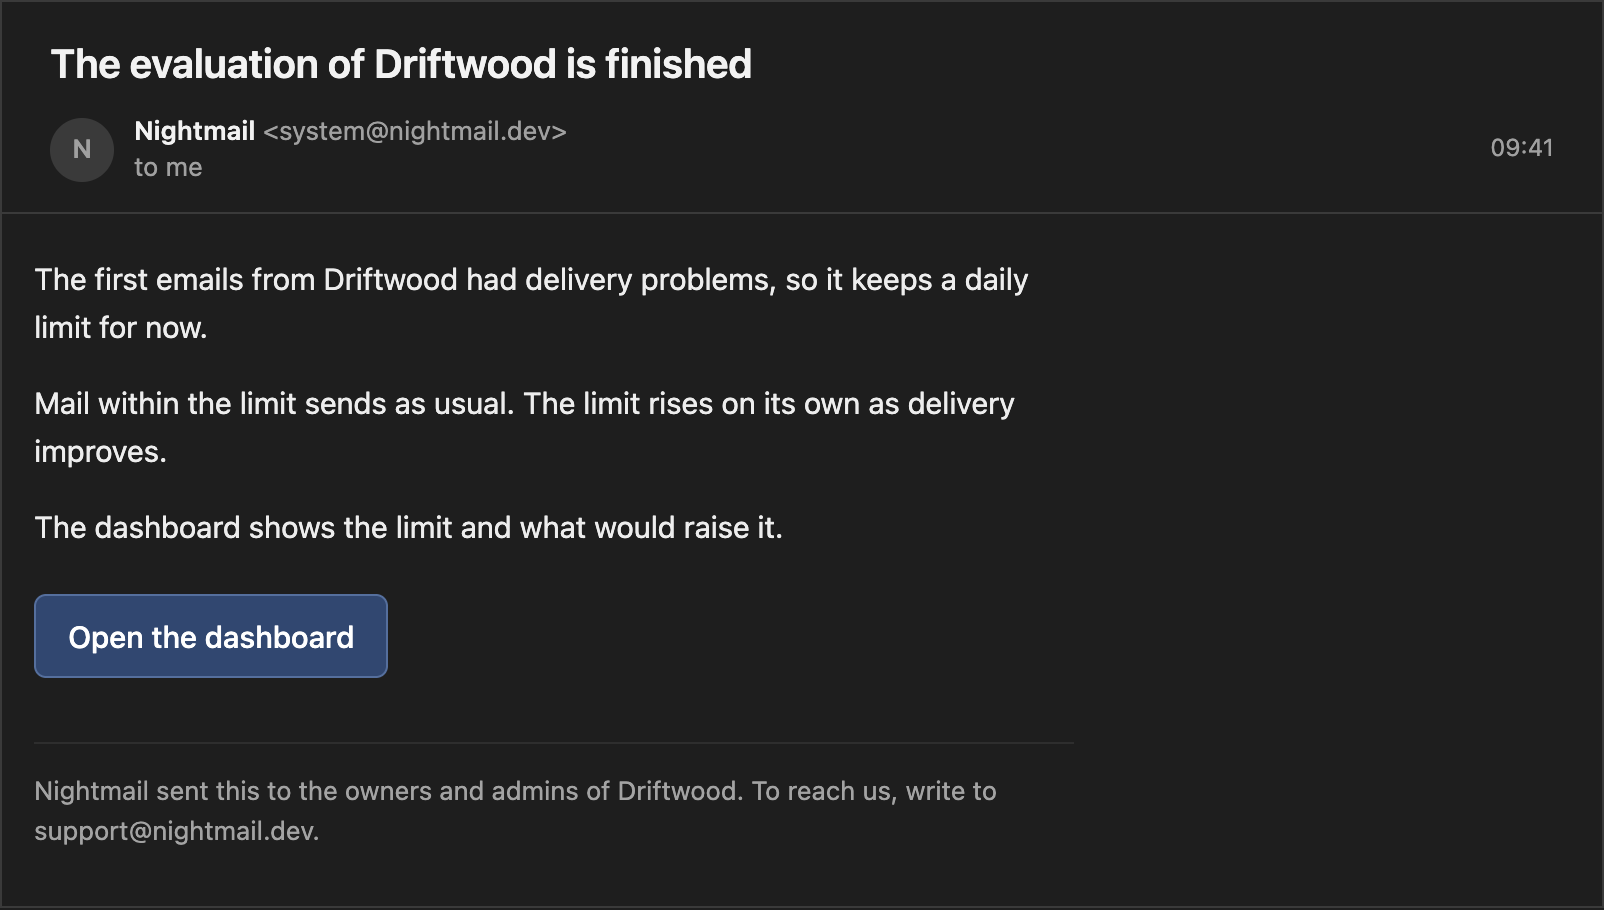 The evaluation of Driftwood is finished
N
Nightmail <system@nightmail.dev>
to me
09:41
The first emails from Driftwood had delivery problems, so it keeps a daily
limit for now.
Mail within the limit sends as usual. The limit rises on its own as delivery
improves.
The dashboard shows the limit and what would raise it.
Open the dashboard
Nightmail sent this to the owners and admins of Driftwood. To reach us, write to
support@nightmail.dev.